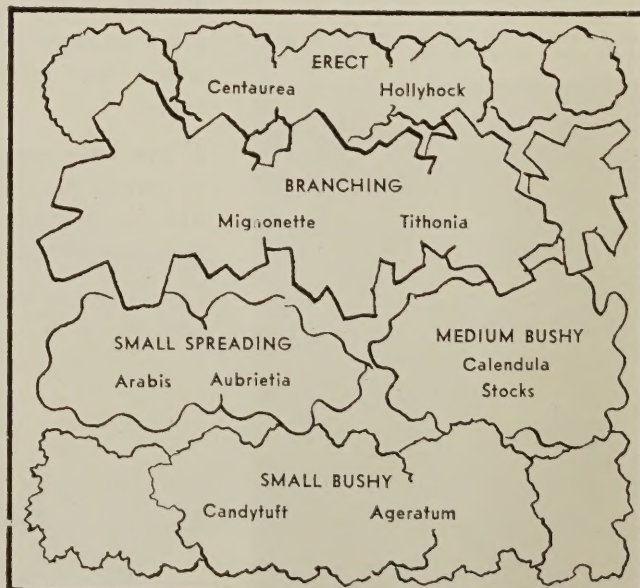 ERECT
Centaurea Hollyhock
BRANCHING
Mignonette Tithonia
SMALL SPREADING
Arabis Aubrietia
MEDIUM BUSHY
Calendula
Stocks
SMALL BUSHY
Candytuft Ageratum